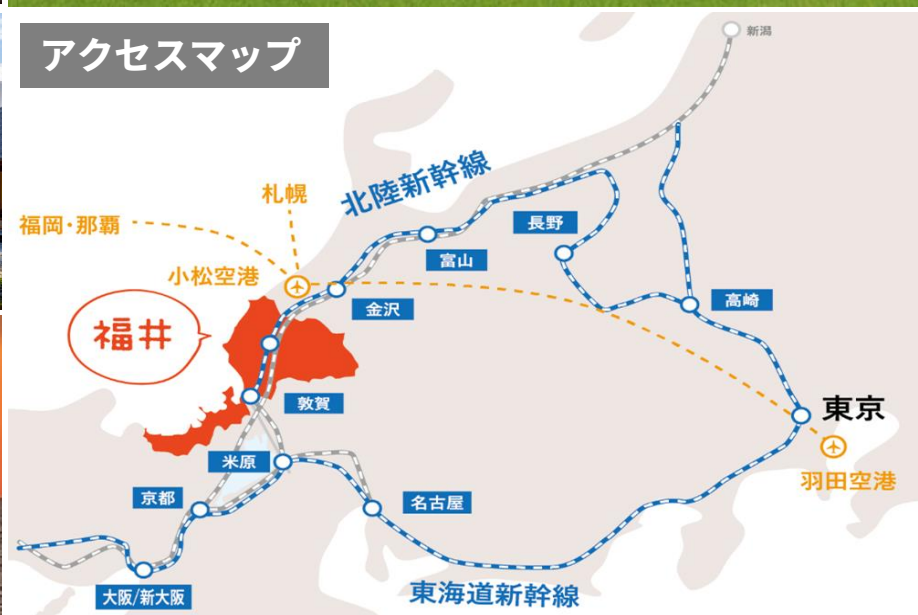 アクセスマップ
新潟
北陸新幹線
札幌
福岡・那覇
長野
富山
小松空港
金沢
高崎
福井
敦賀
東京
米原
羽田空港
京都
名古屋
大阪/新大阪
東海道新幹線